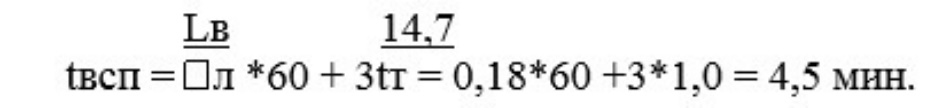 Lв 14,7
tвсп = □л *60 + 3tт = 0,18*60 +3*1,0 = 4,5 мин.